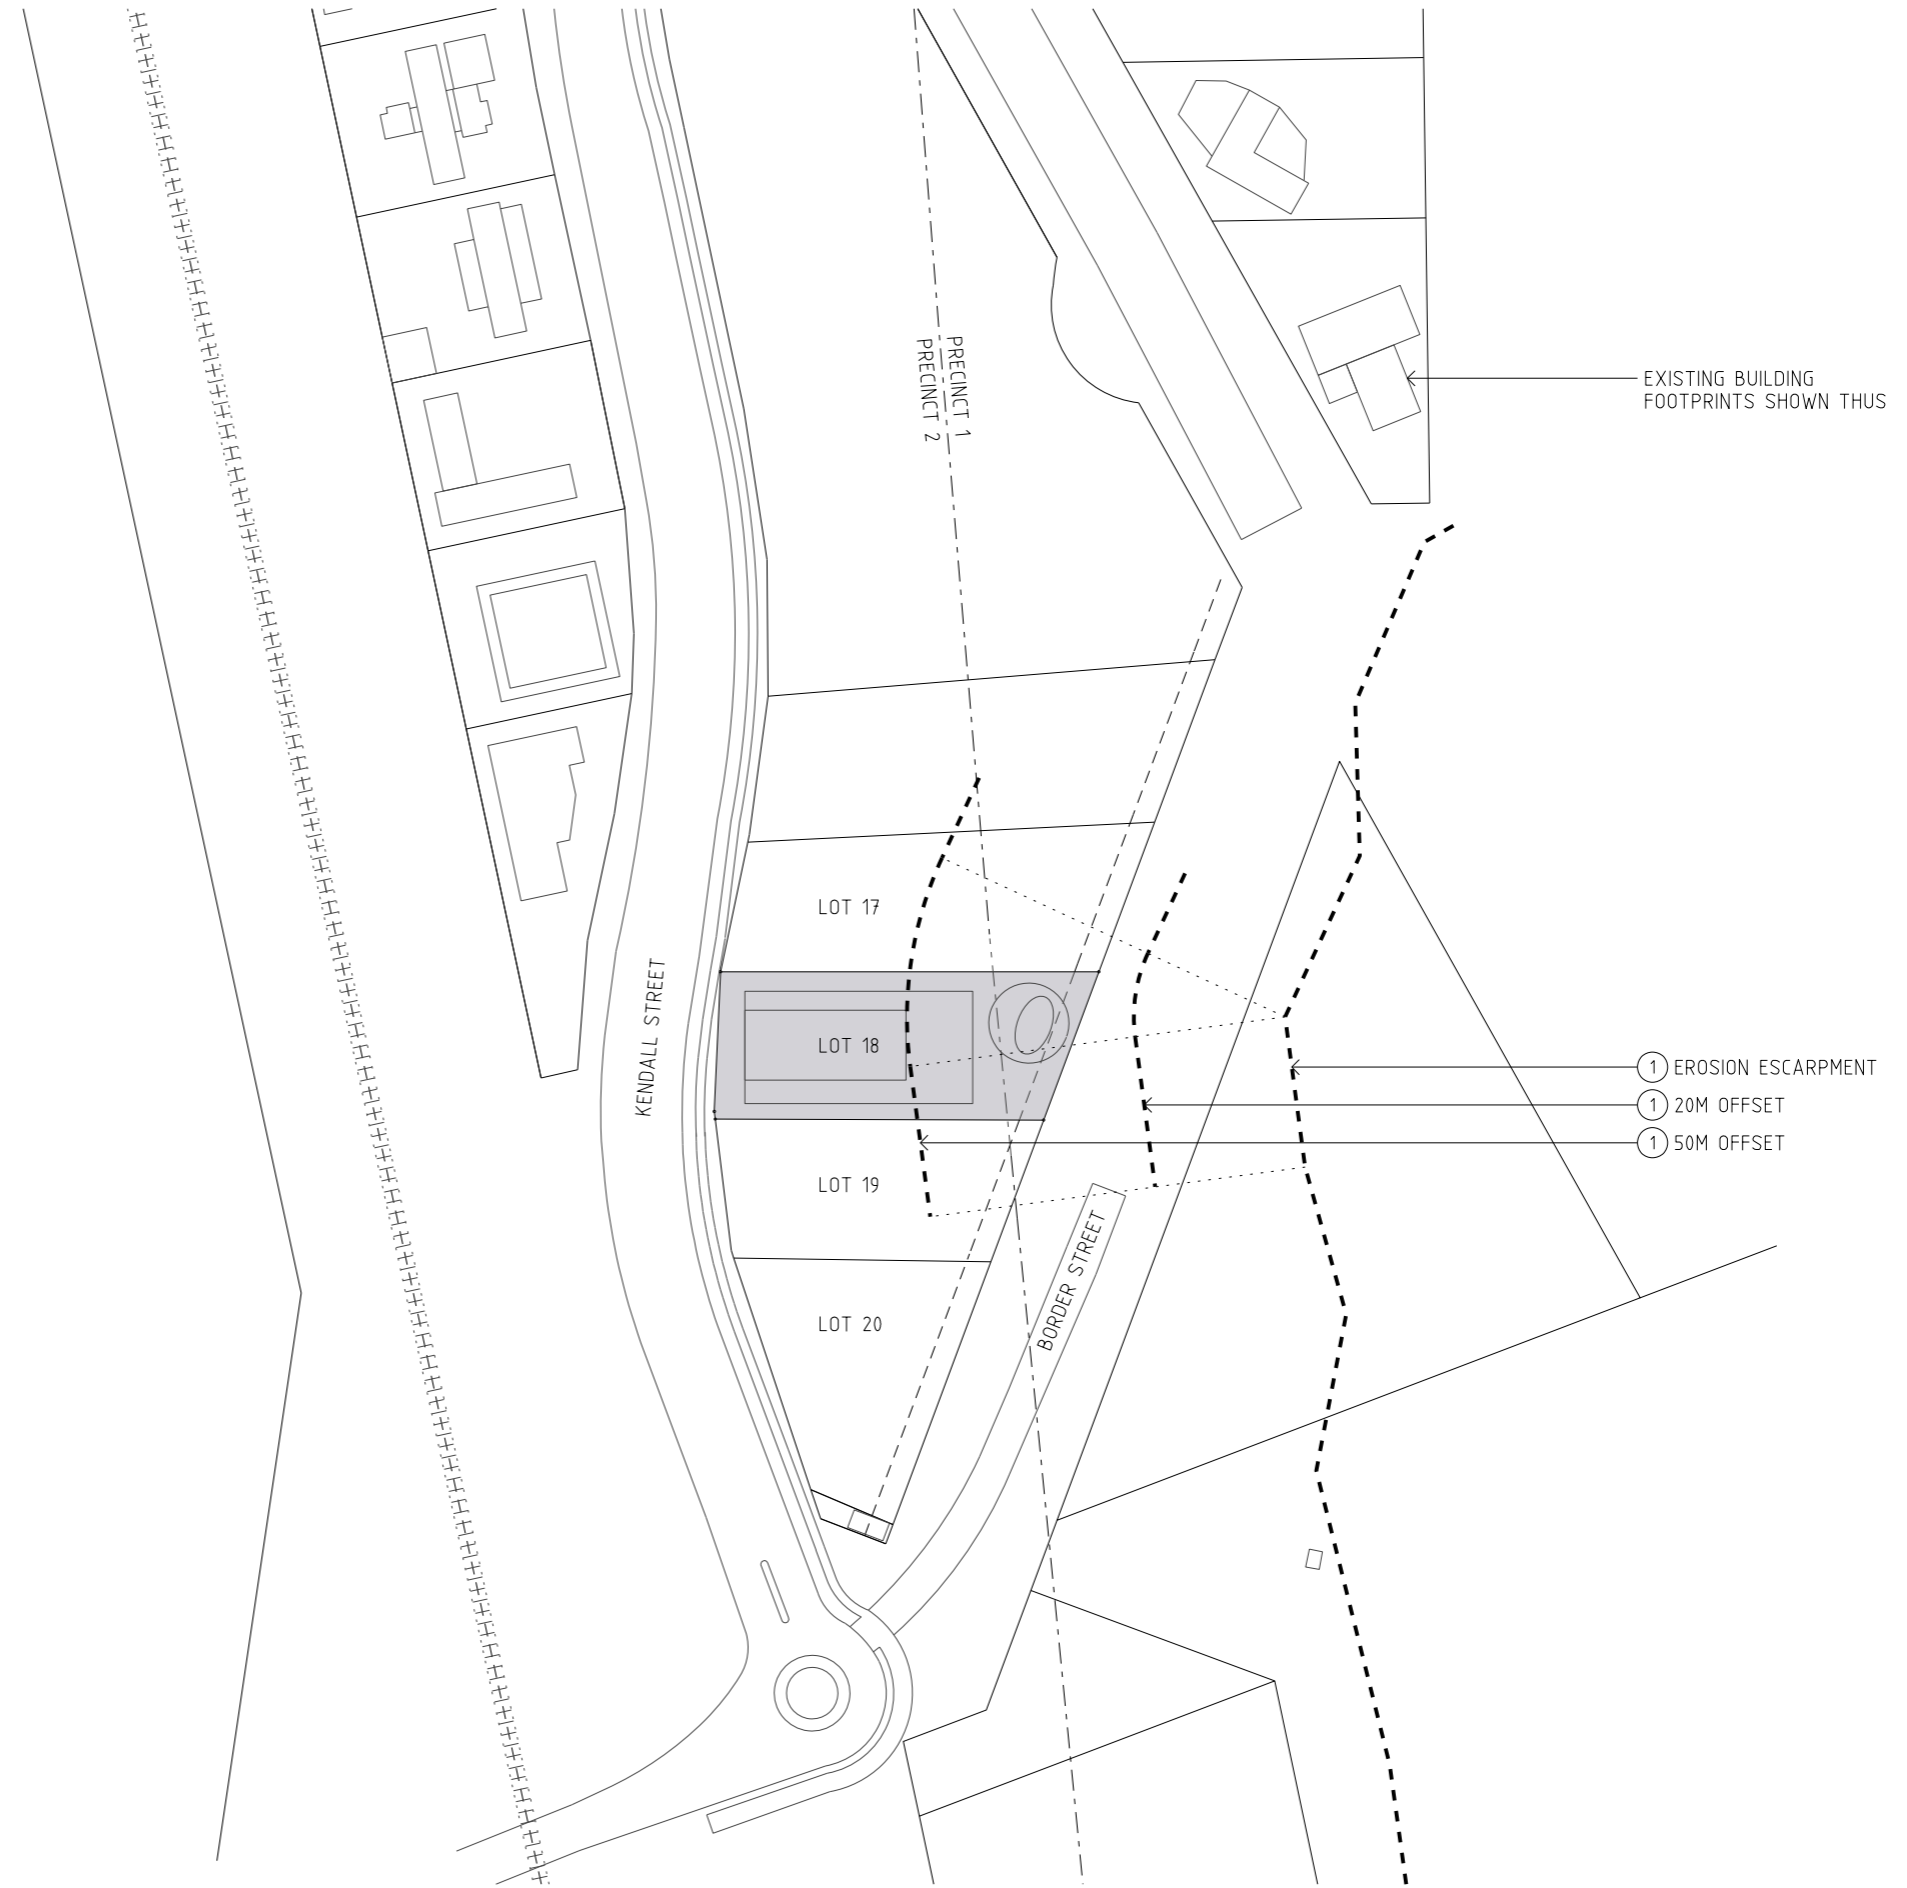 PRECINCT 1
PRECINCT 2
EXISTING BUILDING
FOOTPRINTS SHOWN THUS
LOT 17
KENDALL STREET
LOT 18
1 EROSION ESCARPMENT
1 20M OFFSET
1 50M OFFSET
LOT 19
BORDER STREET
LOT 20